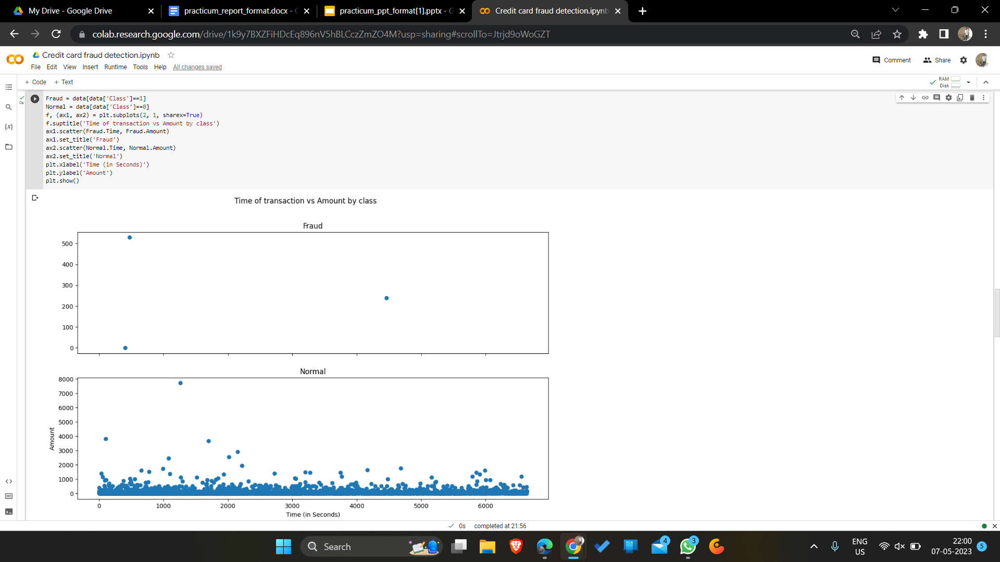 My Drive - Google Drive
practicum_report_format.docx - G
practicum_ppt_format[1].pptx - G
Credit card fraud detection.ipynb
colab.research.google.com/drive/1k9y7BXZFiHDcEq896nV5hBLCczZmZO4M?usp=sharing#scrollTo=Jtrjd9oWoGZT
CO
Credit card fraud detection.ipynb
File Edit View Insert Runtime Tools Help All changes saved
Comment
Share
+ Code + Text
RAM
Disk
0s
{x}
Fraud = data[data['Class']==1]
Normal = data[data['Class']==0]
f, (ax1, ax2) = plt.subplots(2, 1, sharex=True)
f.suptitle('Time of transaction vs Amount by class')
ax1.scatter(Fraud.Time, Fraud.Amount)
ax1.set_title('Fraud')
ax2.scatter(Normal.Time, Normal.Amount)
ax2.set_title('Normal')
plt.xlabel('Time (in Seconds)')
plt.ylabel('Amount')
plt.show()
Time of transaction vs Amount by class
Fraud
500
400
300
200
100
0
Normal
8000
7000
6000
5000
4000
3000
2000
1000
0
Amount
0 1000 2000 3000 4000 5000 6000
Time (in Seconds)
0s completed at 21:56
Search
4
3
ENG
US
22:00
07-05-2023
5